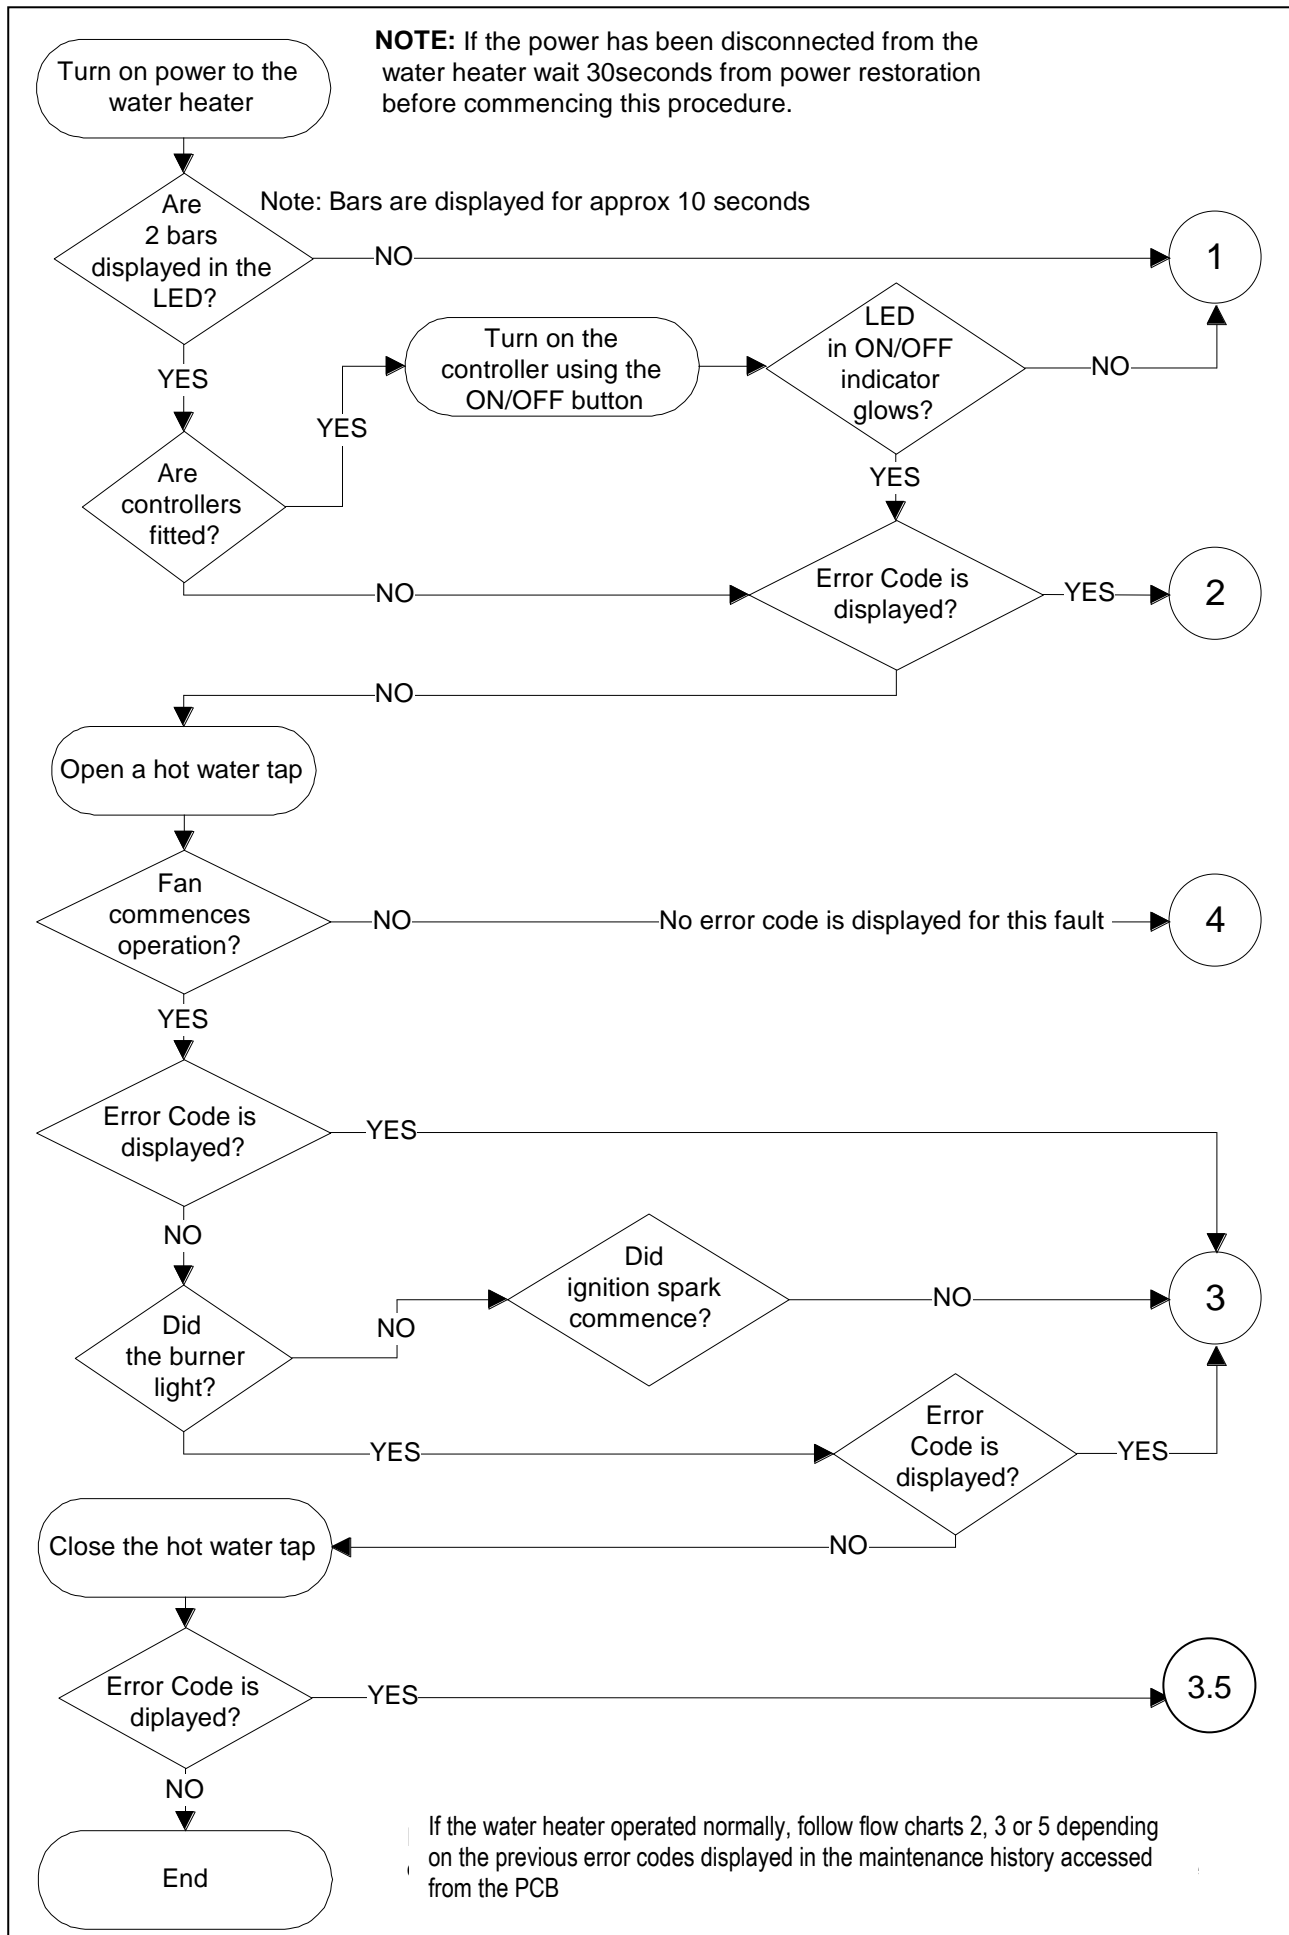 NOTE: If the power has been disconnected from the
water heater wait 30seconds from power restoration
before commencing this procedure.
Turn on power to the
water heater
Note: Bars are displayed for approx 10 seconds
Are
2 bars
displayed in the
LED?
NO
1
YES
Are
controllers
fitted?
YES
Turn on the
controller using the
ON/OFF button
LED
in ON/OFF
indicator
glows?
NO
YES
NO
Error Code is
displayed?
YES
2
NO
Open a hot water tap
Fan
commences
operation?
NO
No error code is displayed for this fault
4
YES
Error Code is
displayed?
YES
NO
Did
the burner
light?
NO
Did
ignition spark
commence?
NO
3
YES
Error
Code is
displayed?
YES
NO
Close the hot water tap
Error Code is
diplayed?
YES
3.5
NO
End
If the water heater operated normally, follow flow charts 2, 3 or 5 depending
on the previous error codes displayed in the maintenance history accessed
from the PCB